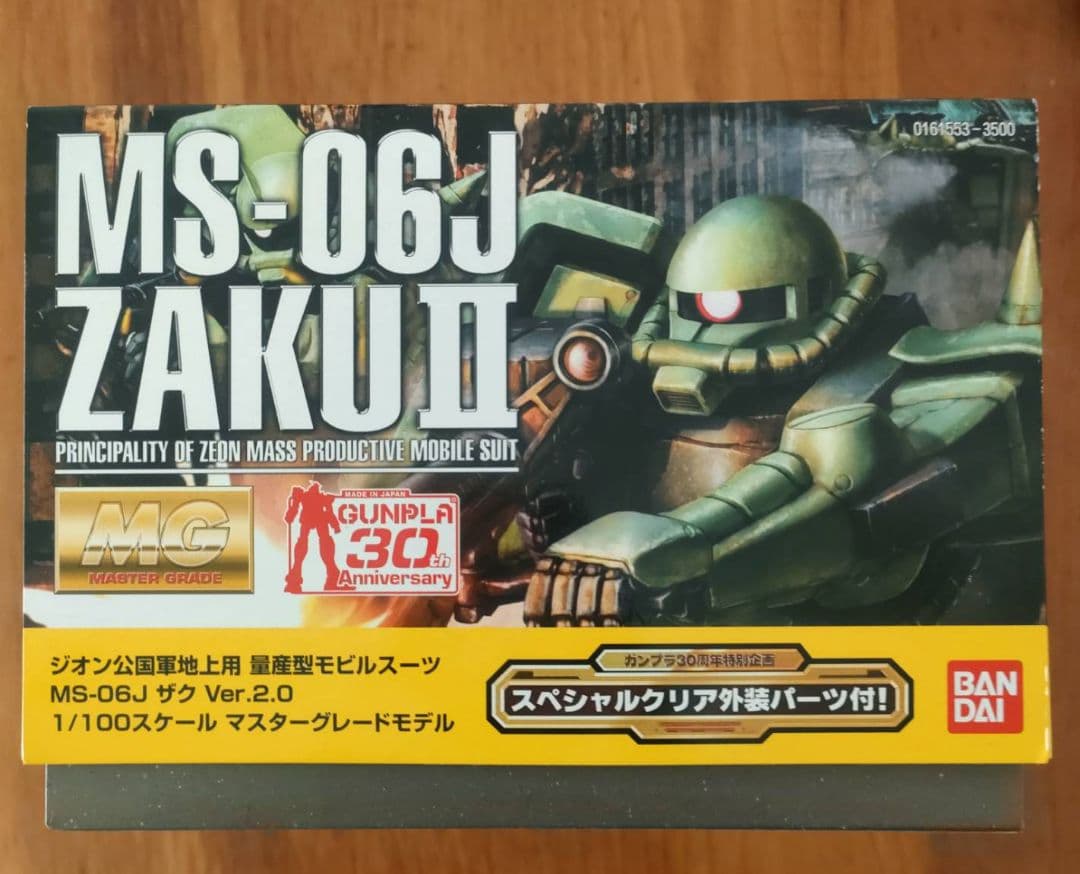 0161553-3500
MS-06J
ZAKU II
PRINCIPALITY OF ZEON MASS PRODUCTIVE MOBILE SUIT
MG
MASTER GRADE
MADE IN JAPAN
GUNPLA
30th
Anniversary
ジオン公国軍地上用 量産型モビルスーツ
MS-06J ザク Ver.2.0
1/100スケール マスターグレードモデル
ガンプラ30周年特別企画
スペシャルクリア外装パーツ付!
BAN
DAI